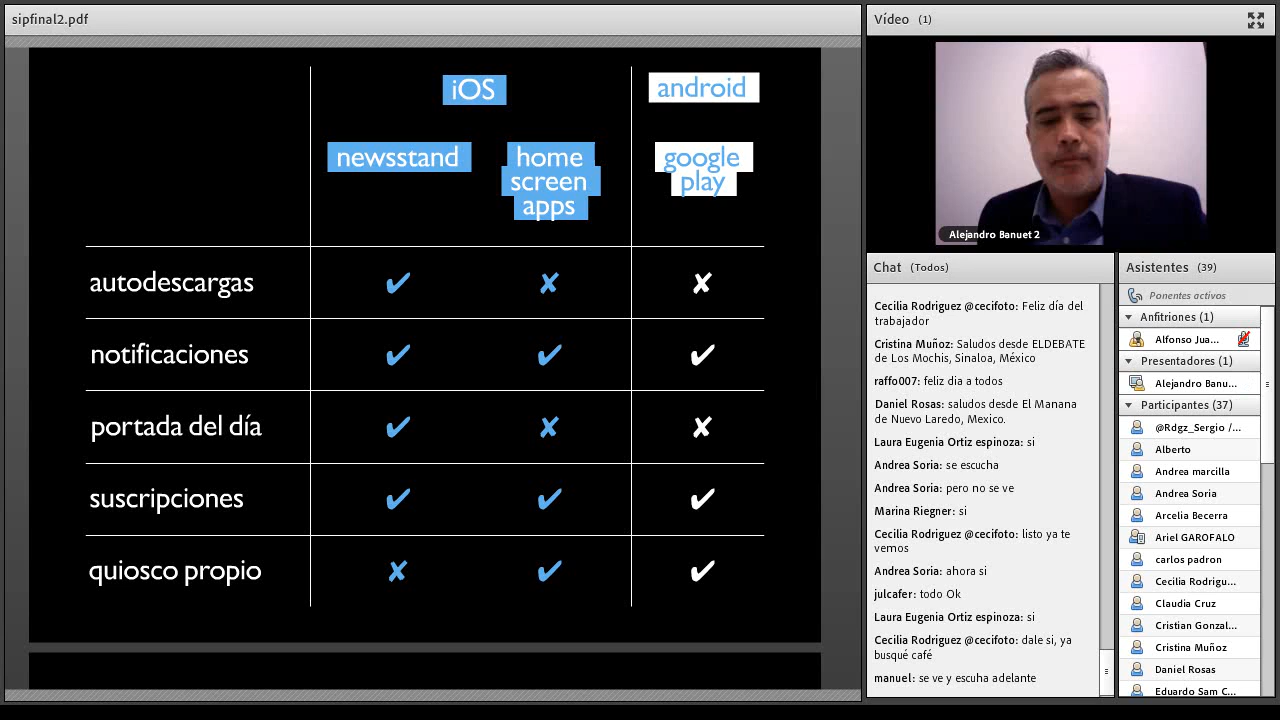 sipfinal2.pdf
iOS
android
newsstand
home
screen
apps
google
play
autodescargas ✔ ✘ ✘
notificaciones ✔ ✔ ✔
portada del día ✔ ✘ ✘
suscripciones ✔ ✔ ✔
quiosco propio ✘ ✔ ✔
Vídeo (1)
Alejandro Banuet 2
Chat (Todos)
Cecilia Rodriguez @cecifoto: Feliz día del
trabajador
Cristina Muñoz: Saludos desde ELDEBATE
de Los Mochis, Sinaloa, México
raffo007: feliz dia a todos
Daniel Rosas: saludos desde El Manana
de Nuevo Laredo, Mexico.
Laura Eugenia Ortiz espinoza: si
Andrea Soria: se escucha
Andrea Soria: pero no se ve
Marina Riegner: si
Cecilia Rodriguez @cecifoto: listo ya te
vemos
Andrea Soria: ahora si
julcafer: todo Ok
Laura Eugenia Ortiz espinoza: si
Cecilia Rodriguez @cecifoto: dale si, ya
busqué café
manuel: se ve y escuha adelante
Asistentes (39)
Ponentes activos
Anfitriones (1)
Alfonso Jua...
Presentadores (1)
Alejandro Banu...
Participantes (37)
@Rdgz_Sergio /...
Alberto
Andrea marcilla
Andrea Soria
Arcelia Becerra
Ariel GAROFALO
carlos padron
Cecilia Rodrigu...
Claudia Cruz
Cristian Gonzal...
Cristina Muñoz
Daniel Rosas
Eduardo Sam C...